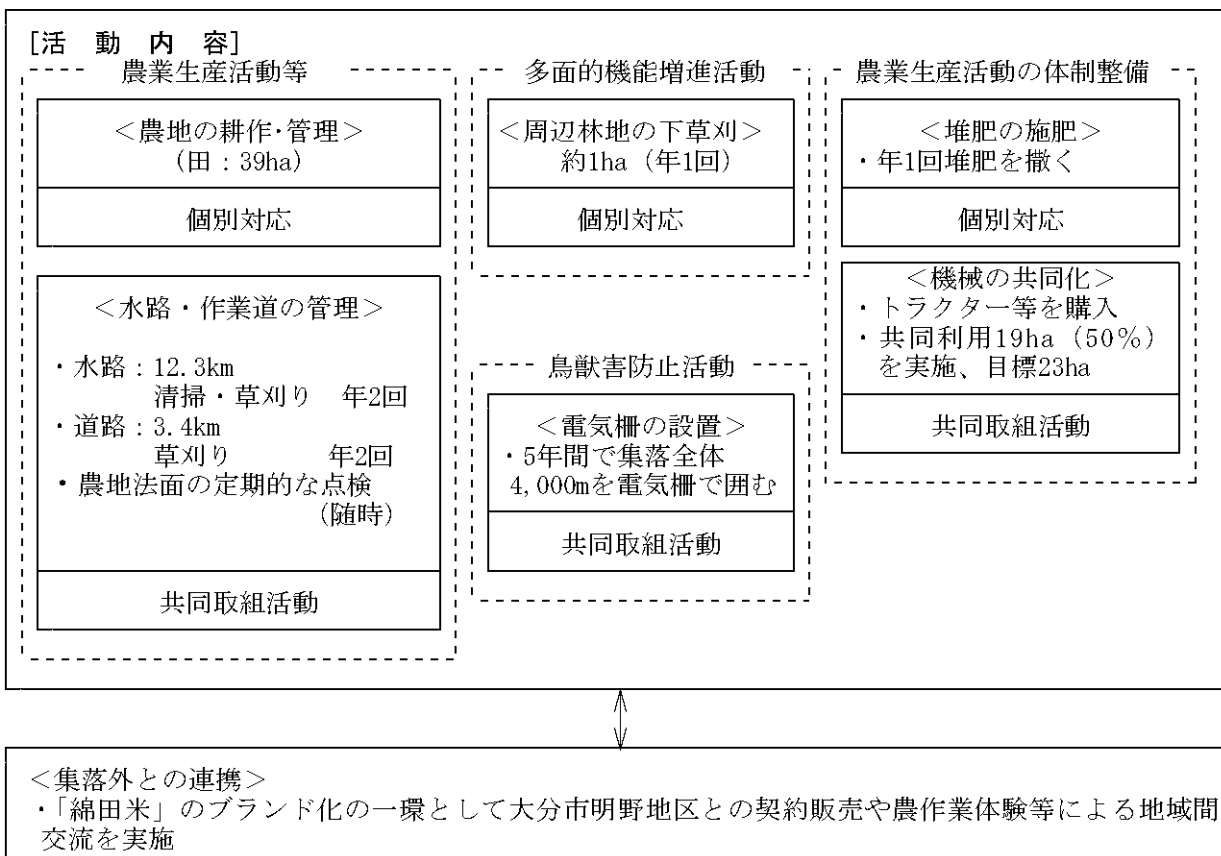 [活 動 内 容]
農業生産活動等
＜農地の耕作･管理＞
（田：39ha）
個別対応
＜水路・作業道の管理＞
・水路：12.3km
清掃・草刈り 年2回
・道路：3.4km
草刈り 年2回
・農地法面の定期的な点検
（随時）
共同取組活動
多面的機能増進活動
＜周辺林地の下草刈＞
約1ha（年1回）
個別対応
鳥獣害防止活動
＜電気柵の設置＞
・5年間で集落全体
4,000mを電気柵で囲む
共同取組活動
農業生産活動の体制整備
＜堆肥の施肥＞
・年1回堆肥を撒く
個別対応
＜機械の共同化＞
・トラクター等を購入
・共同利用19ha（50％）
を実施、目標23ha
共同取組活動
＜集落外との連携＞
・「綿田米」のブランド化の一環として大分市明野地区との契約販売や農作業体験等による地域間
交流を実施